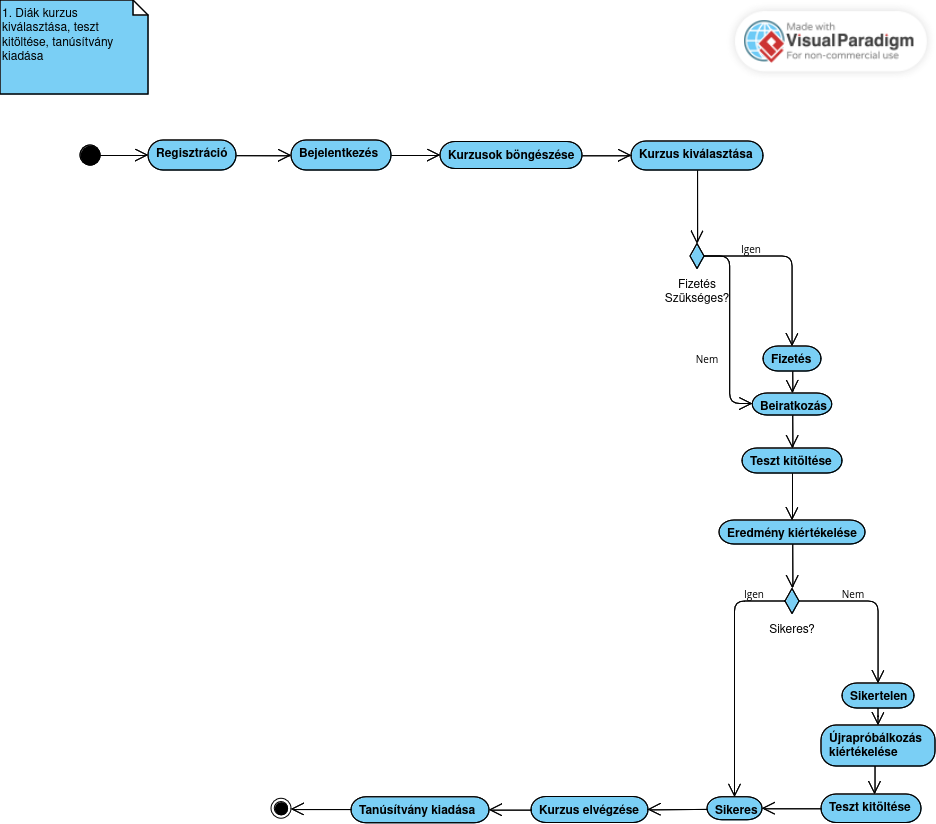 1. Diák kurzus
kiválasztása, teszt
kitöltése, tanúsítvány
kiadása
Made with
Visual Paradigm
For non-commercial use
Regisztráció
Bejelentkezés
Kurzusok böngészése
Kurzus kiválasztása
Igen
Fizetés
Szükséges?
Nem
Fizetés
Beiratkozás
Teszt kitöltése
Eredmény kiértékelése
Igen
Nem
Sikeres?
Sikertelen
Újrapróbálkozás
kiértékelése
Tanúsítvány kiadása
Kurzus elvégzése
Sikeres
Teszt kitöltése